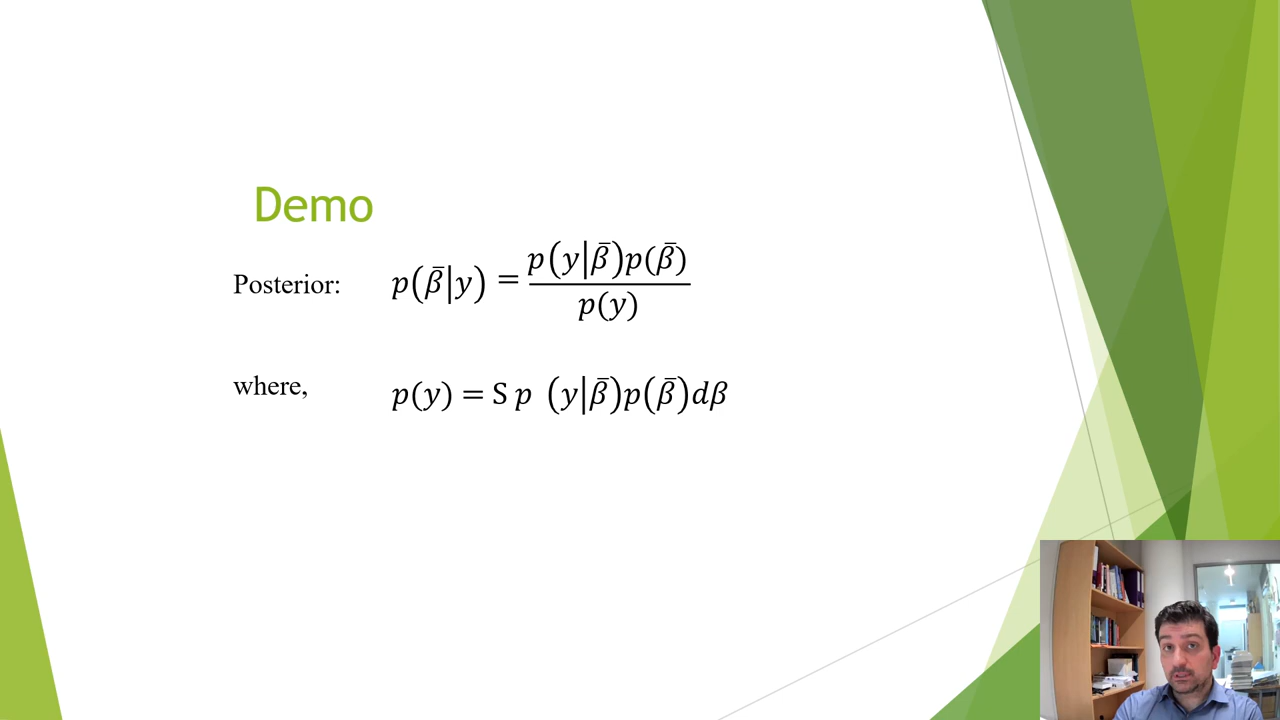 Demo
Posterior: p(β̄|y) = p(y|β̄)p(β̄) / p(y)
where, p(y) = S p (y|β̄)p(β̄)dβ